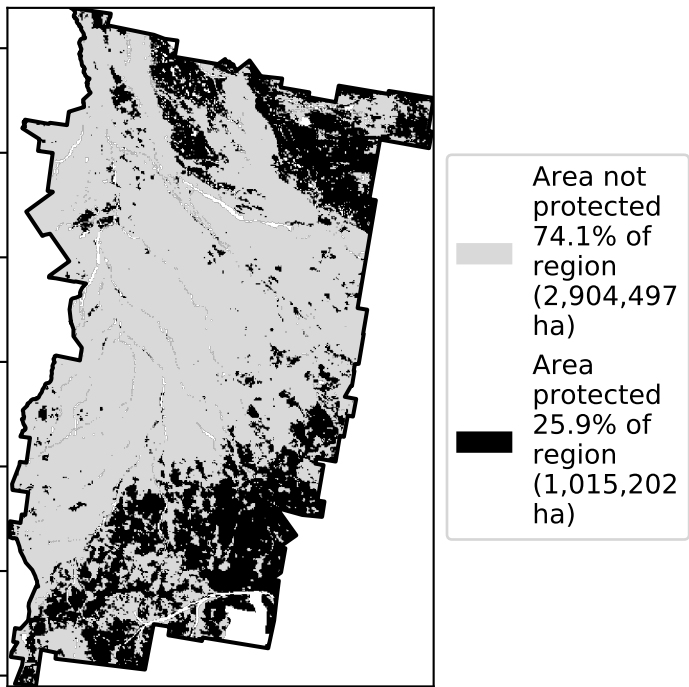 Area not
protected
74.1% of
region
(2,904,497
ha)
Area
protected
25.9% of
region
(1,015,202
ha)